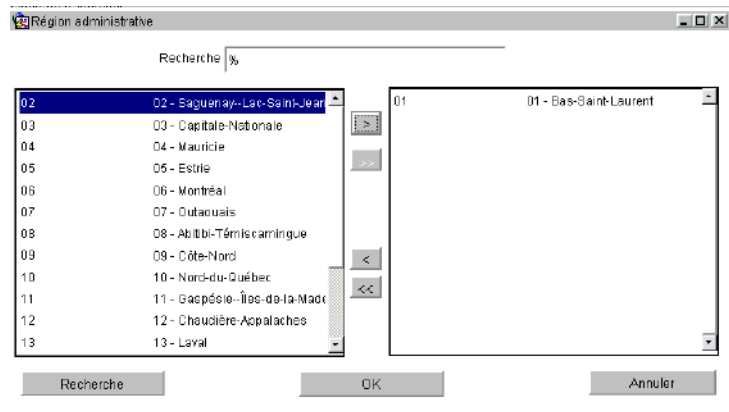 Région administrative
Recherche %
02 02 - Saguenay--Lac-Saint-Jean
03 03 - Capitale-Nationale
04 04 - Mauricie
05 05 - Estrie
06 06 - Montréal
07 07 - Outaouais
08 08 - Abitibi-Témiscamingue
09 09 - Côte-Nord
10 10 - Nord-du-Québec
11 11 - Gaspésie--Îles-de-la-Made
12 12 - Chaudière-Appalaches
13 13 - Laval
>
>>
<
<<
01 01 - Bas-Saint-Laurent
Recherche OK Annuler